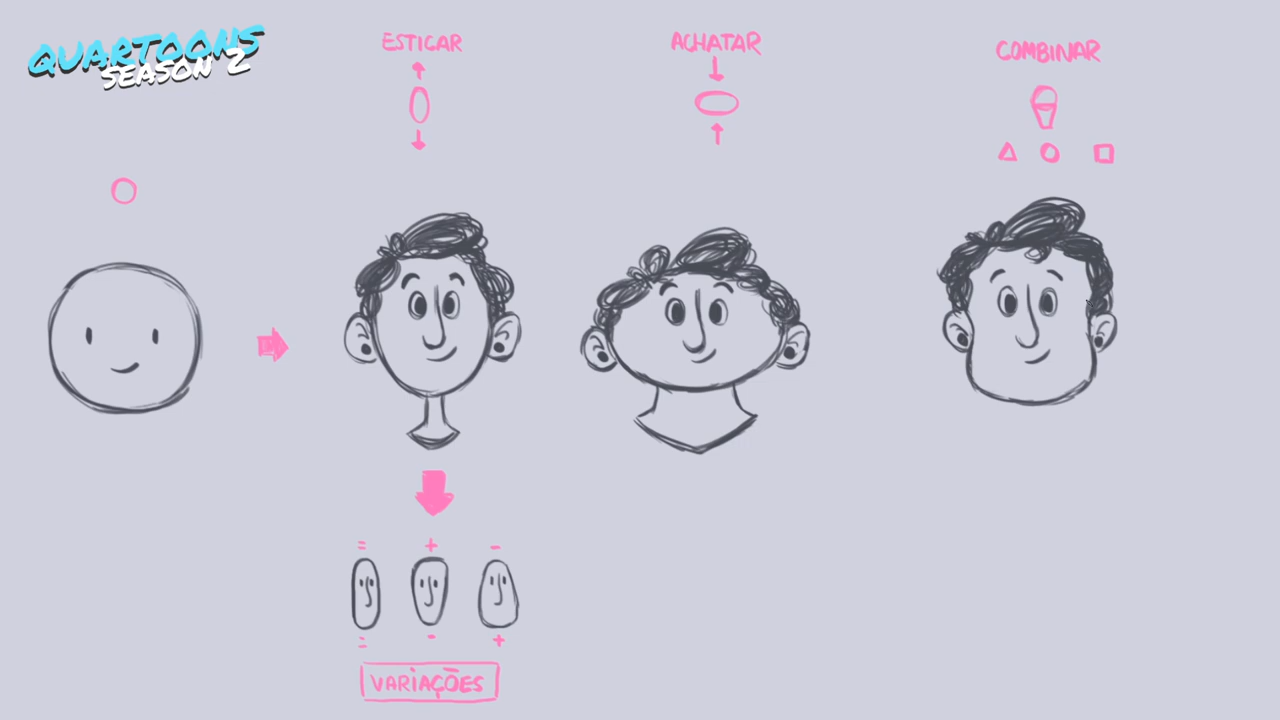 QUARTOONS
SEASON 2
ESTICAR
ACHATAR
COMBINAR
= + -
= - +
VARIAÇÕES